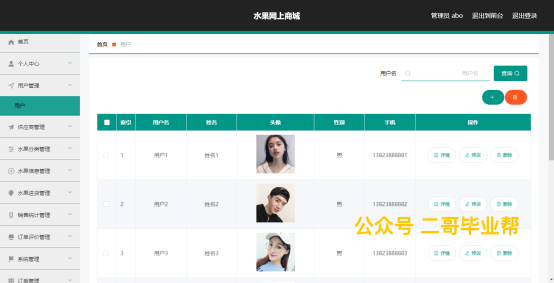 水果网上商城
管理员 abo 退出到前台 退出登录
首页
个人中心
用户管理
用户
供应商管理
水果分类管理
水果信息管理
水果进货管理
销售统计管理
订单评价管理
系统管理
订单管理
首页 用户
用户名 用户名 查询
索引 用户名 姓名 头像 性别 手机 操作
1 用户1 姓名1 男 13823888881 详情 修改 删除
2 用户2 姓名2 男 13823888882 详情 修改 删除
公众号 二哥毕业帮
3 用户3 姓名3 男 13823888883 详情 修改 删除